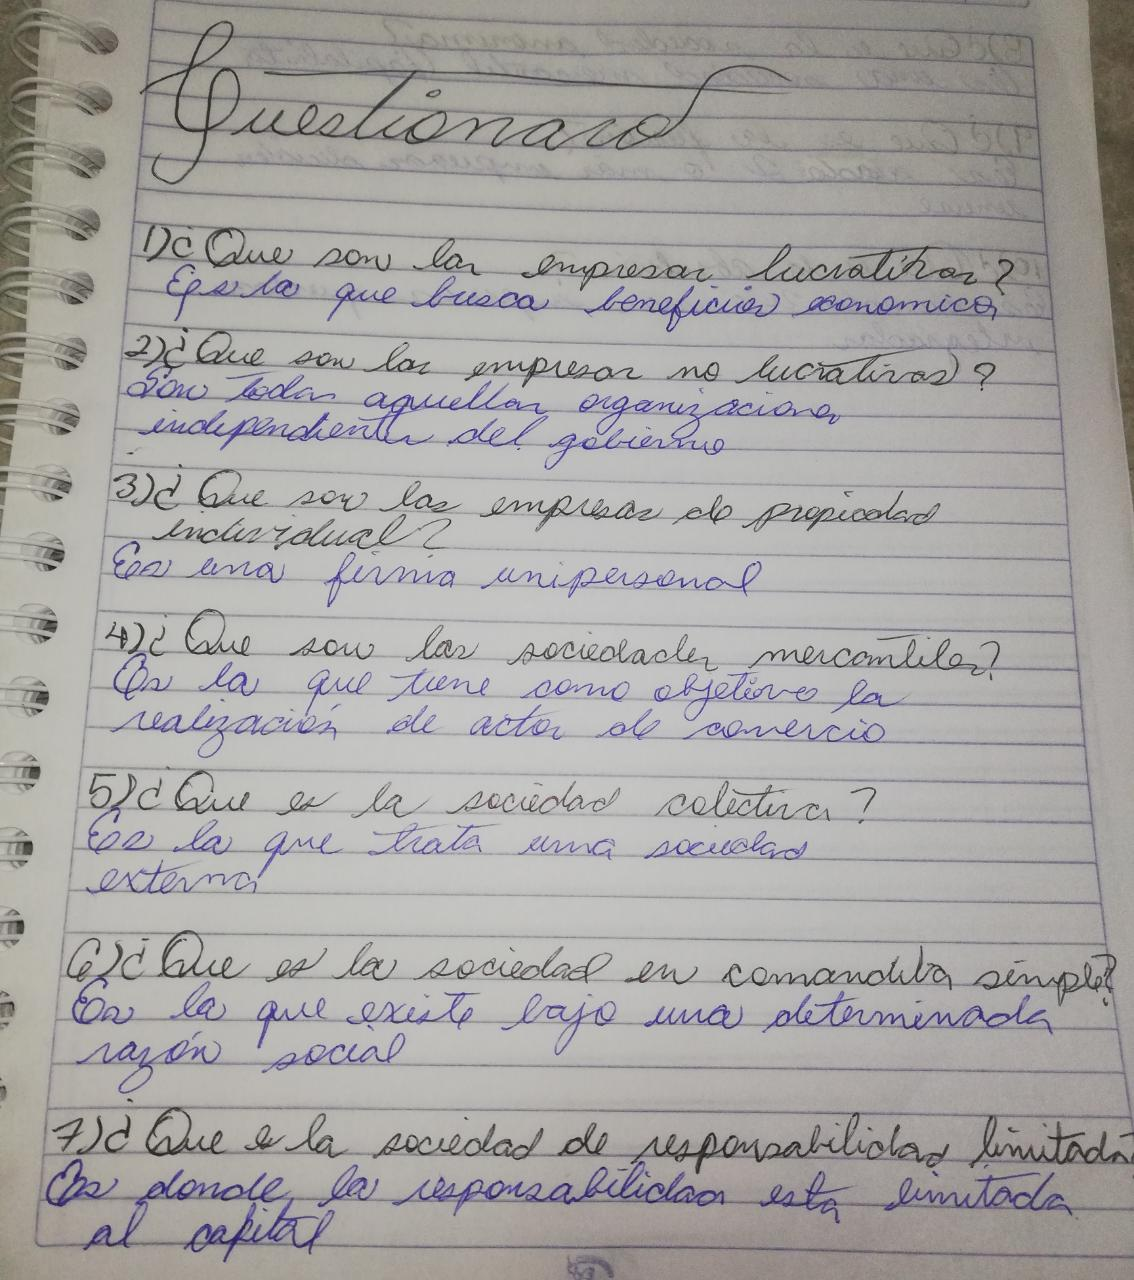 Questionario
1)¿Que son las empresas lucrativas?
Es la que busca beneficios economica
2)¿Que son las empresas no lucrativas?
Son todas aquellas organizaciones
independientes del gobierno
3)¿Que son las empresas de propiedad
individual?
Es una firma unipersonal
4)¿Que son las sociedades mercantiles?
Es la que tiene como objetivo la
realización de actos de comercio
5)¿Que es la sociedad colectiva?
Es la que trata una sociedad
externa
6)¿Que es la sociedad en comandita simple?
Es la que existe bajo una determinada
razón social
7)¿Que es la sociedad de responsabilidad limitada
Es donde la responsabilidad esta limitada
al capital